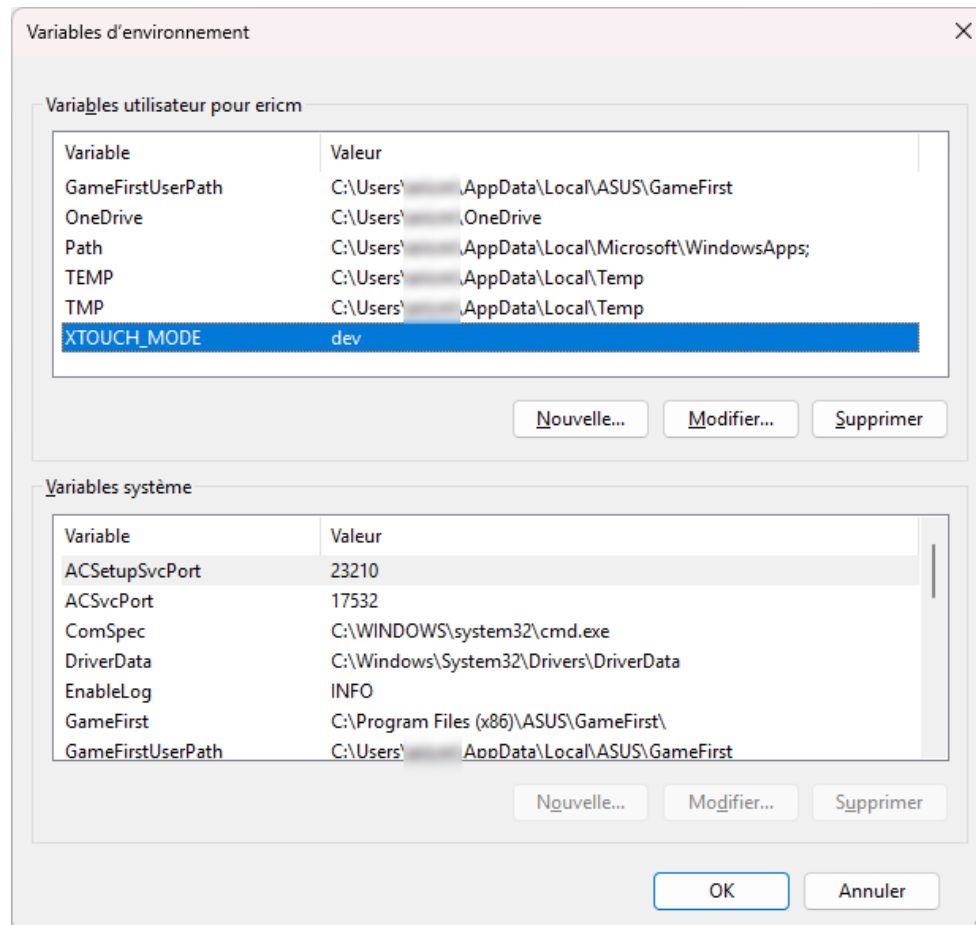 Variables d'environnement
Variables utilisateur pour ericm
Variable Valeur
GameFirstUserPath C:\Users\ \AppData\Local\ASUS\GameFirst
OneDrive C:\Users\ \OneDrive
Path C:\Users\ \AppData\Local\Microsoft\WindowsApps;
TEMP C:\Users\ \AppData\Local\Temp
TMP C:\Users\ \AppData\Local\Temp
XTOUCH_MODE dev
Nouvelle... Modifier... Supprimer
Variables système
Variable Valeur
ACSetupSvcPort 23210
ACSvcPort 17532
ComSpec C:\WINDOWS\system32\cmd.exe
DriverData C:\Windows\System32\Drivers\DriverData
EnableLog INFO
GameFirst C:\Program Files (x86)\ASUS\GameFirst\
GameFirstUserPath C:\Users\ AppData\Local\ASUS\GameFirst
Nouvelle... Modifier... Supprimer
OK Annuler